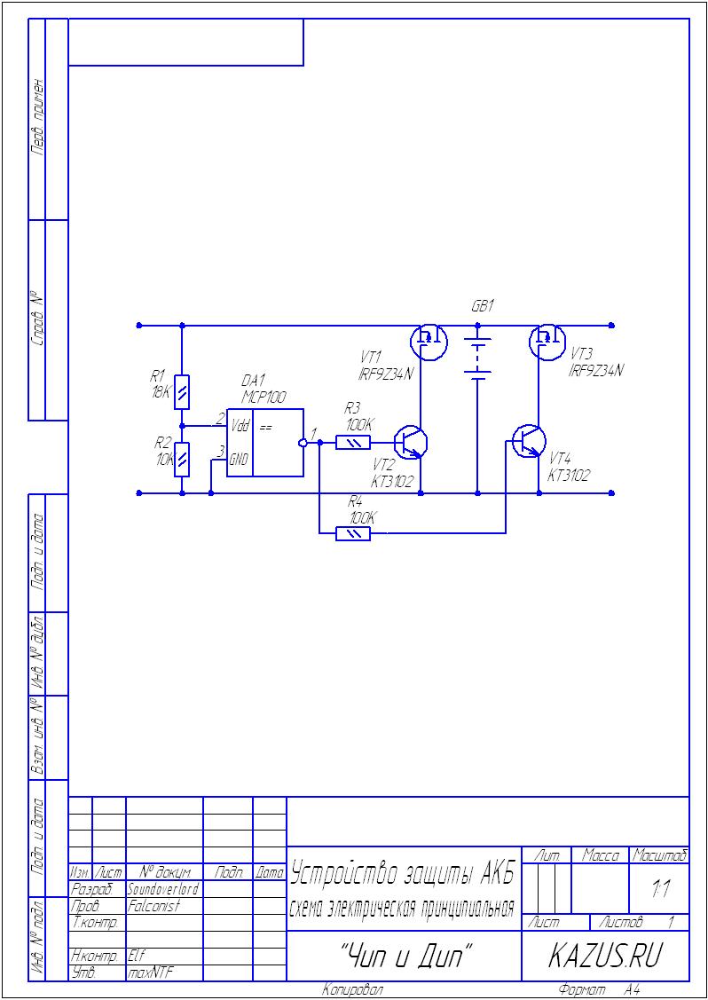 Перв. примен.
Справ. №
Подп. и дата
Инв. № дубл.
Взам. инв. №
Подп. и дата
Инв. № подл.
GB1
R1
18K
R2
10K
DA1
MCP100
2
Vdd
==
3
GND
1
R3
100K
R4
100K
VT1
IRF9Z34N
VT2
КТ3102
VT3
IRF9Z34N
VT4
КТ3102
Изм. Лист № докум. Подп. Дата
Разраб. Soundoverlord
Пров. Falconist
Т.контр.
Н.контр. Elf
Утв. maxNTF
Устройство защиты АКБ
схема электрическая принципиальная
"Чип и Дип"
Лит. Масса Масштаб
1:1
Лист Листов 1
KAZUS.RU
Копировал Формат А4